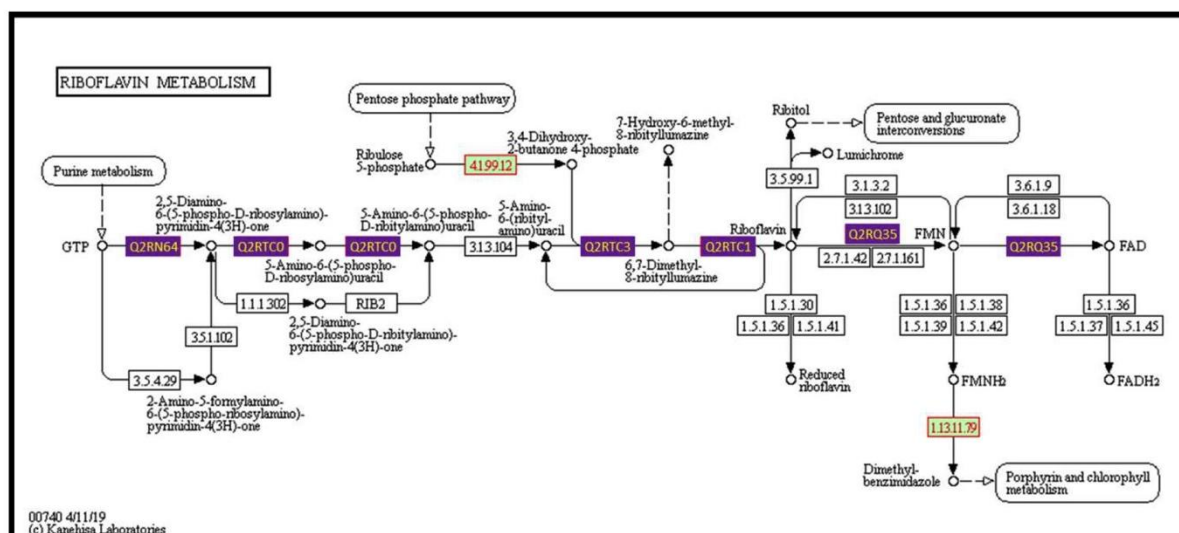 RIBOFLAVIN METABOLISM
Pentose phosphate pathway
Ribulose
5-phosphate
4.1.99.12
3,4-Dihydroxy-
2-butanone 4-phosphate
7-Hydroxy-6-methyl-
8-ribityllumazine
Ribitol
Pentose and glucuronate
interconversions
Lumichrome
3.5.99.1
Purine metabolism
GTP
Q2RN64
2,5-Diamino-
6-(5-phospho-D-ribosylamino)-
pyrimidin-4(3H)-one
Q2RTC0
5-Amino-6-(5-phospho-
D-ribosylamino)uracil
Q2RTC0
5-Amino-6-(5-phospho-
D-ribitylamino)uracil
3.1.3.104
5-Amino-
6-(ribityl-
amino)uracil
Q2RTC3
6,7-Dimethyl-
8-ribityllumazine
Q2RTC1
Riboflavin
3.1.3.2
3.1.3.102
Q2RQ35
2.7.1.42
2.7.1.161
FMN
3.6.1.9
3.6.1.18
Q2RQ35
FAD
1.1.1.302
RIB2
2,5-Diamino-
6-(5-phospho-D-ribitylamino)-
pyrimidin-4(3H)-one
3.5.1.102
3.5.4.29
2-Amino-5-formylamino-
6-(5-phospho-ribosylamino)-
pyrimidin-4(3H)-one
1.5.1.30
1.5.1.36
1.5.1.41
Reduced
riboflavin
1.5.1.36
1.5.1.38
1.5.1.39
1.5.1.42
FMNH2
1.5.1.36
1.5.1.37
1.5.1.45
FADH2
1.13.11.79
Dimethyl-
benzimidazole
Porphyrin and chlorophyll
metabolism
00740 4/11/19
(c) Kanehisa Laboratories